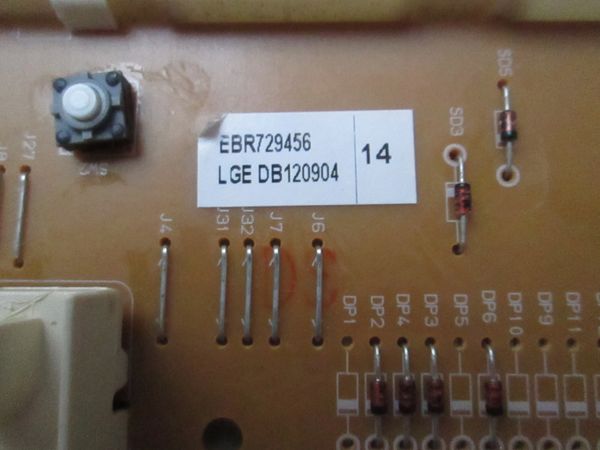 SD5
SD3
EBR729456
LGE DB120904
14
J27
J4
J31
J32
J7
J6
DP1
DP2
DP4
DP3
DP5
DP6
DP10
DP9
DP11